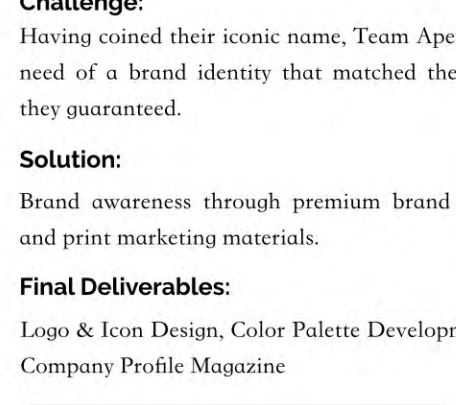 Challenge:
Having coined their iconic name, Team Ape
need of a brand identity that matched the
they guaranteed.
Solution:
Brand awareness through premium brand
and print marketing materials.
Final Deliverables:
Logo & Icon Design, Color Palette Develop
Company Profile Magazine